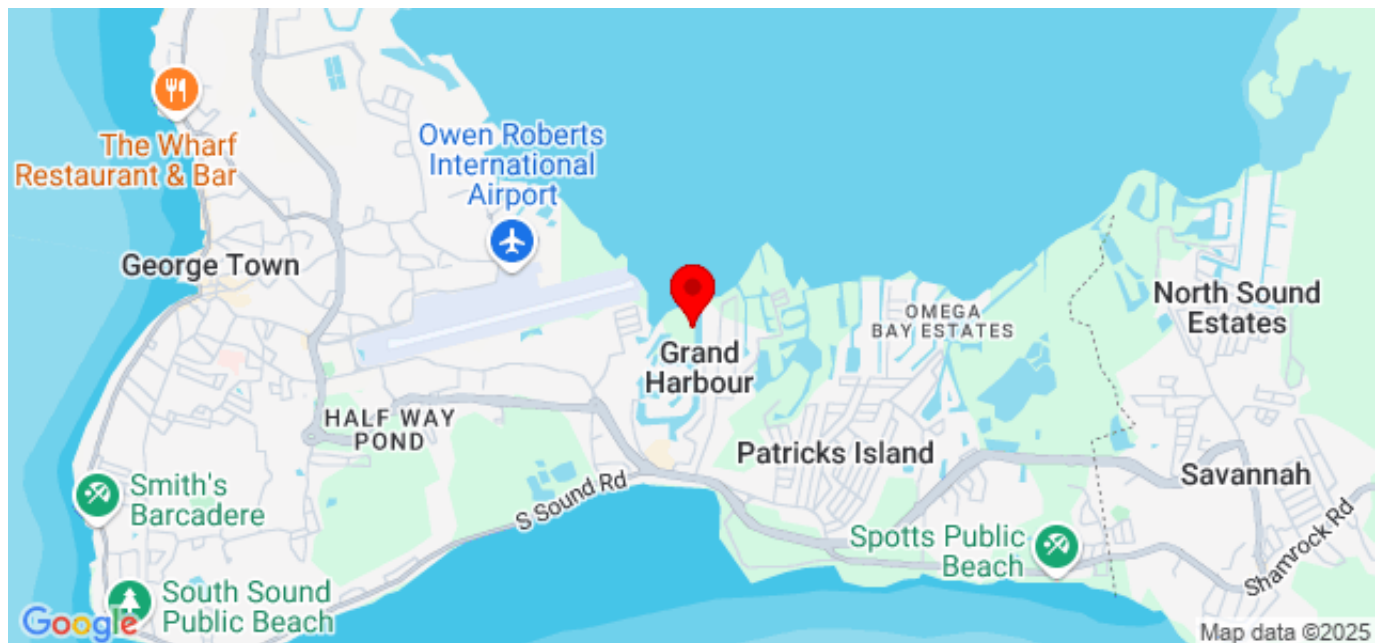 The Wharf
Restaurant & Bar
Owen Roberts
International
Airport
George Town
North Sound
Estates
OMEGA
BAY ESTATES
Grand
Harbour
HALF WAY
POND
Patricks Island
Savannah
Smith's
Barcadere
S Sound Rd
Spotts Public
Beach
Shamrock Rd
South Sound
Public Beach
Google
Map data ©2025